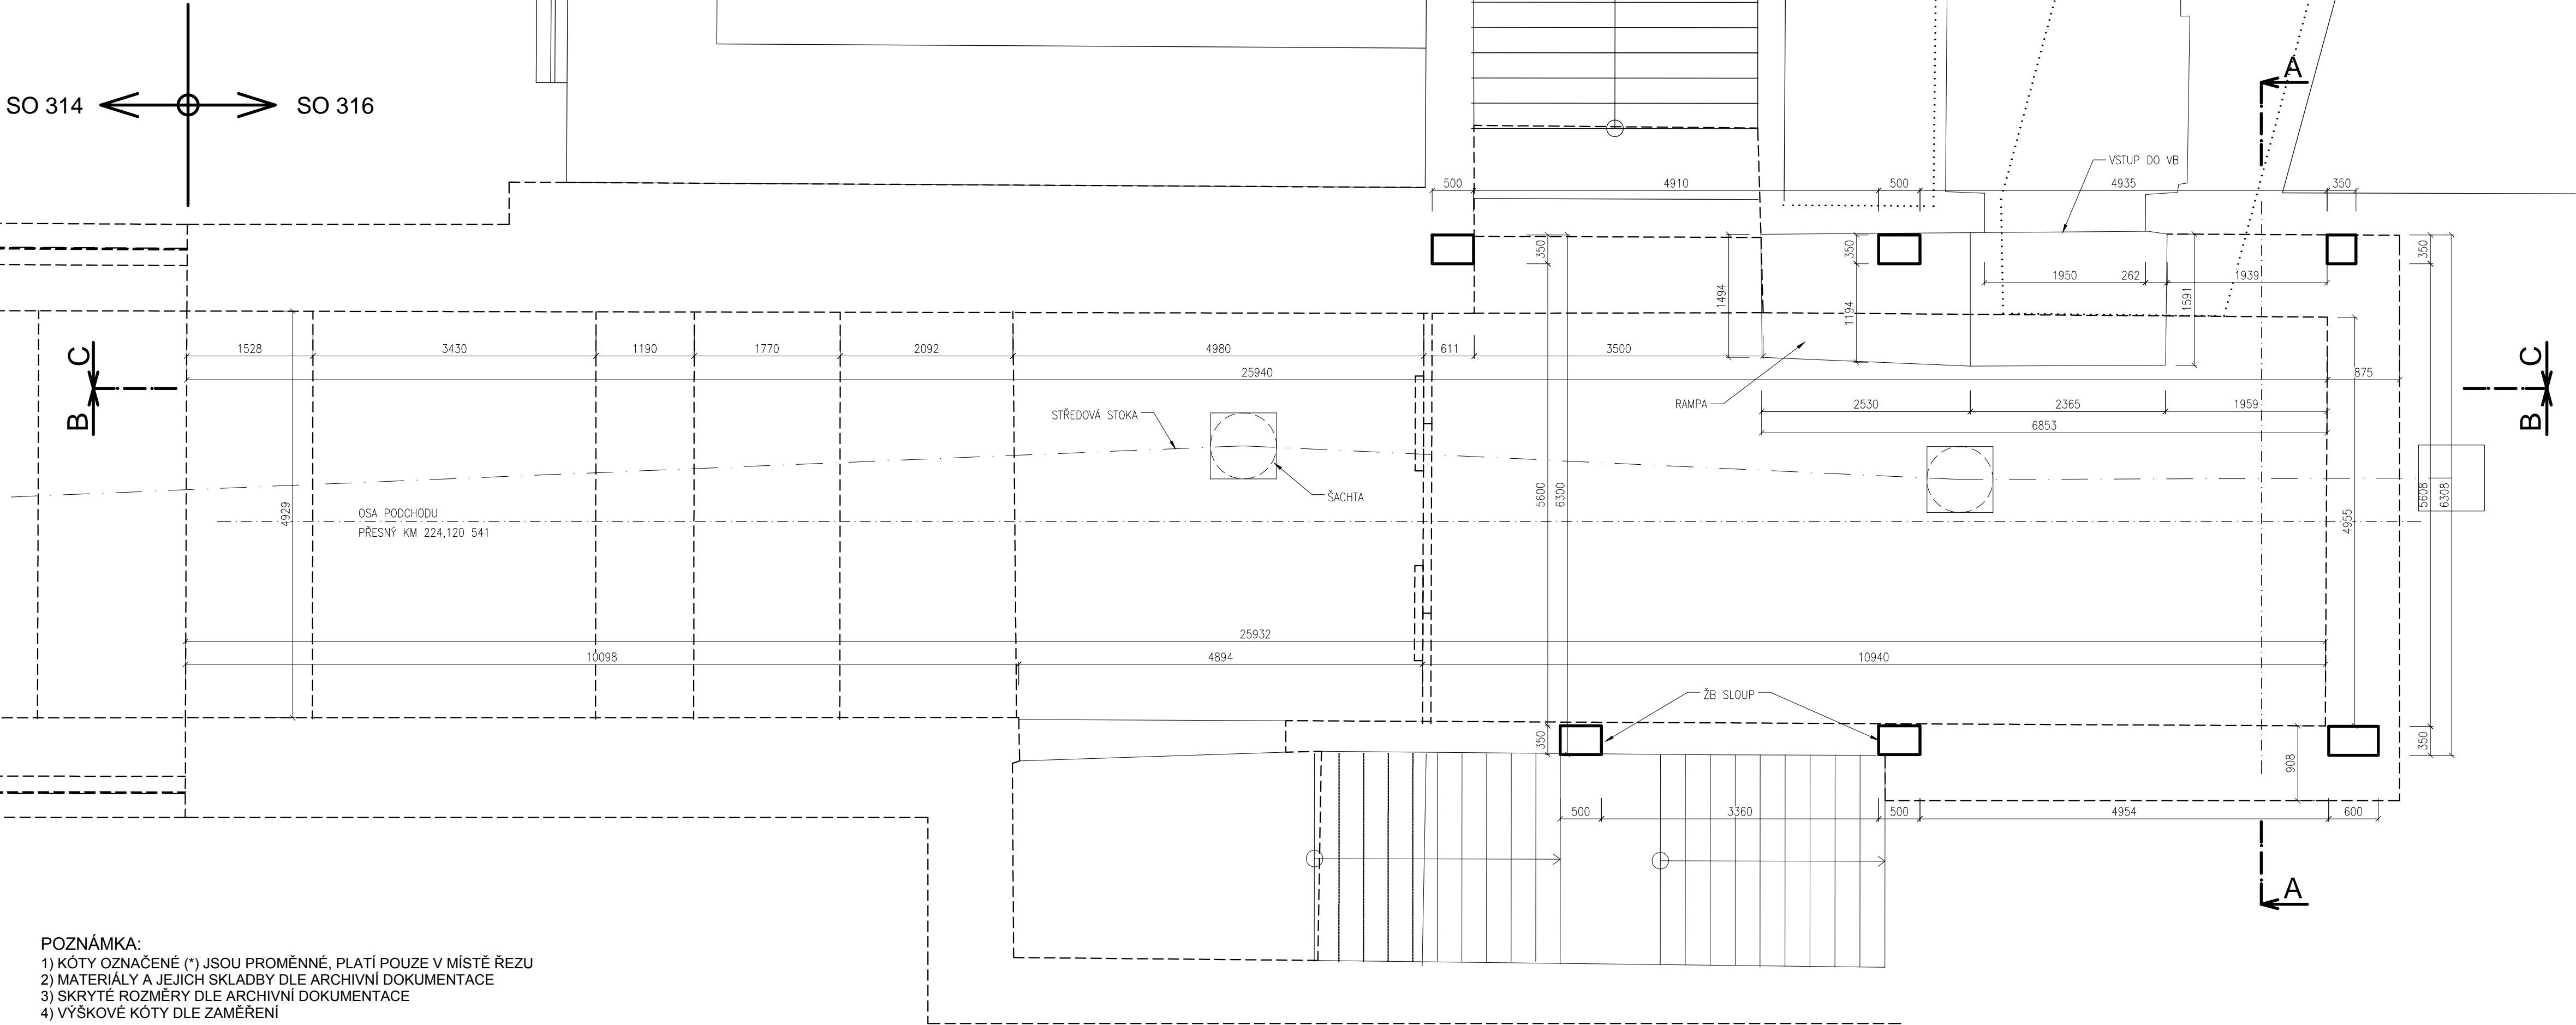 A
SO 314
SO 316
VSTUP DO VB
500
4910
500
4935
350
350
350
350
1950
262
1939
1494
1194
1591
1528
3430
1190
1770
2092
4980
611
3500
C
C
25940
875
B
B
STŘEDOVÁ STOKA
RAMPA
2530
2365
1959
6853
ŠACHTA
5600
6300
5608
6308
4929
OSA PODCHODU
PŘESNÝ KM 224,120 541
4955
25932
10098
4894
10940
ŽB SLOUP
350
350
908
500
3360
500
4954
600
A
POZNÁMKA:
1) KÓTY OZNAČENÉ (*) JSOU PROMĚNNÉ, PLATÍ POUZE V MÍSTĚ ŘEZU
2) MATERIÁLY A JEJICH SKLADBY DLE ARCHIVNÍ DOKUMENTACE
3) SKRYTÉ ROZMĚRY DLE ARCHIVNÍ DOKUMENTACE
4) VÝŠKOVÉ KÓTY DLE ZAMĚŘENÍ